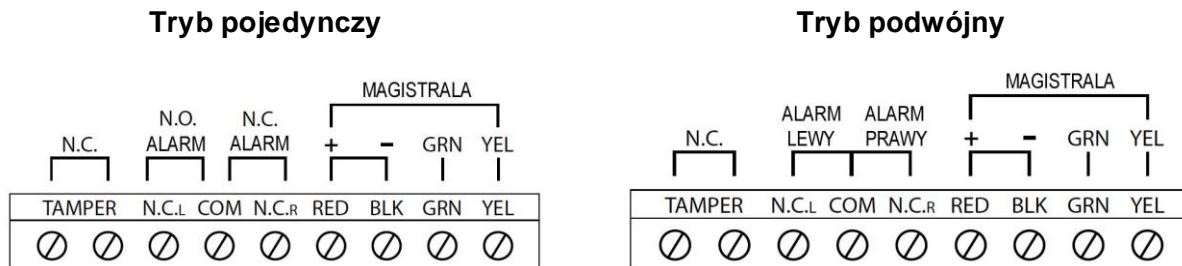 Tryb pojedynczy
MAGISTRALA
N.O. N.C.
N.C. ALARM ALARM + − GRN YEL
TAMPER N.C.L COM N.C.R RED BLK GRN YEL
Tryb podwójny
MAGISTRALA
ALARM ALARM
N.C. LEWY PRAWY + − GRN YEL
TAMPER N.C.L COM N.C.R RED BLK GRN YEL